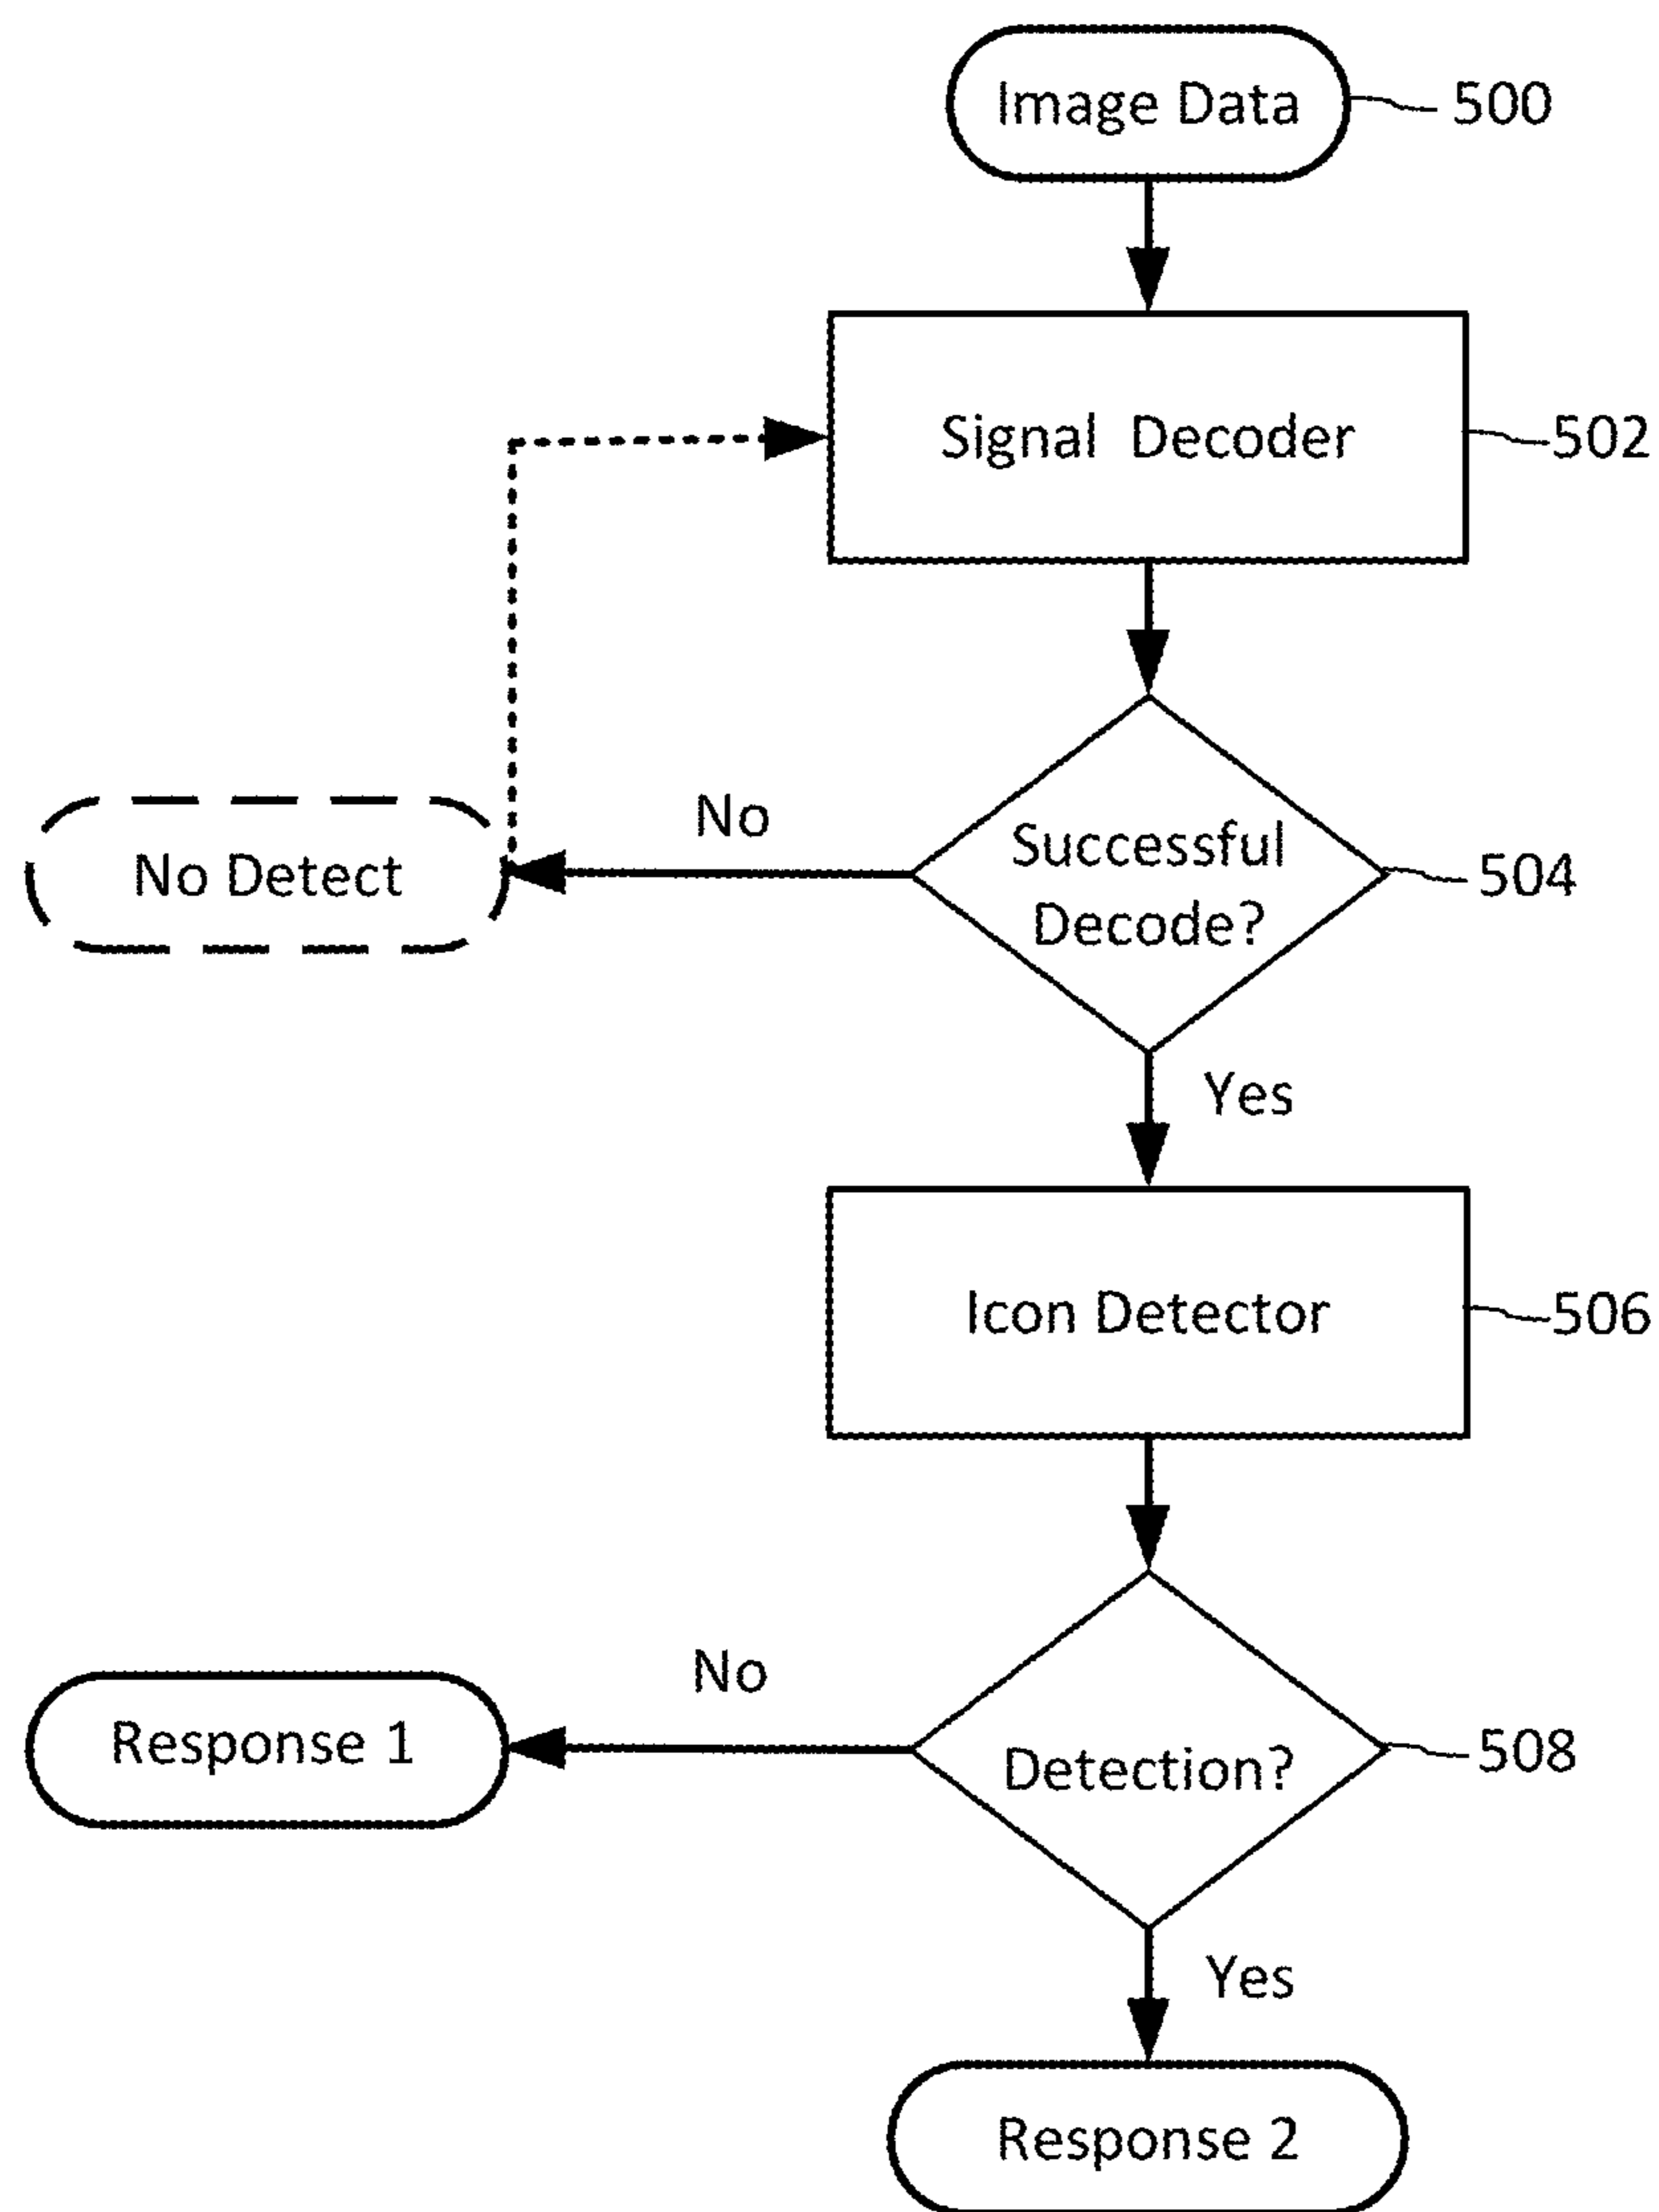 Image Data
500
Signal Decoder
502
No
Successful
Decode?
504
No Detect
Yes
Icon Detector
506
No
Response 1
Detection?
508
Yes
Response 2